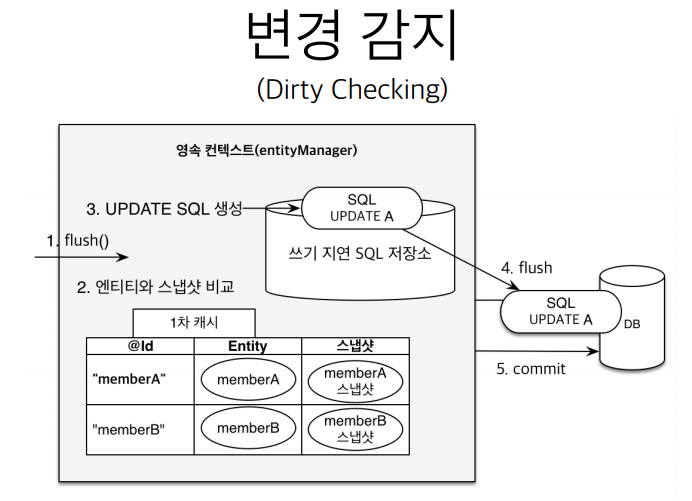 변경 감지
(Dirty Checking)
영속 컨텍스트(entityManager)
3. UPDATE SQL 생성
SQL
UPDATE A
쓰기 지연 SQL 저장소
1. flush()
2. 엔티티와 스냅샷 비교
4. flush
SQL
UPDATE A
DB
5. commit
1차 캐시
@Id Entity 스냅샷
"memberA" memberA memberA
스냅샷
"memberB" memberB memberB
스냅샷